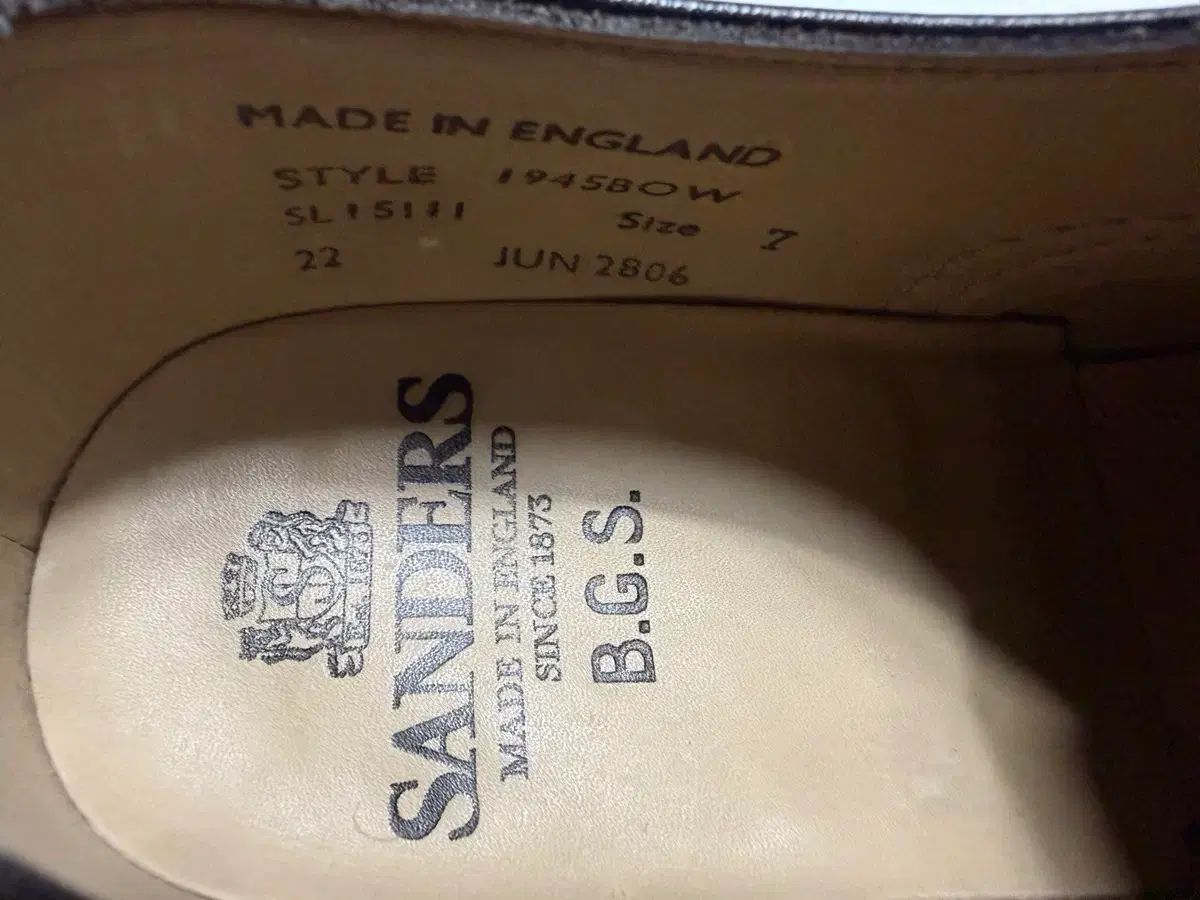 MADE IN ENGLAND
STYLE 1945BOW
SL15111 Size 7
22 JUN 2806
SANDERS
MADE IN ENGLAND
SINCE 1873
B.G.S.